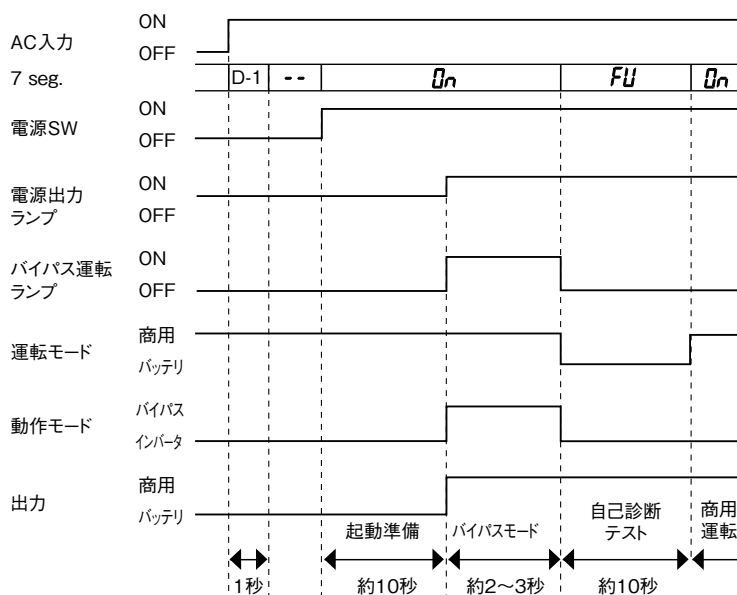 AC入力
ON
OFF
7 seg.
D-1
--
On
FU
On
電源SW
ON
OFF
電源出力
ランプ
ON
OFF
バイパス運転
ランプ
ON
OFF
運転モード
商用
バッテリ
動作モード
バイパス
インバータ
出力
商用
バッテリ
起動準備
バイパスモード
自己診断
テスト
商用
運転
1秒
約10秒
約2～3秒
約10秒